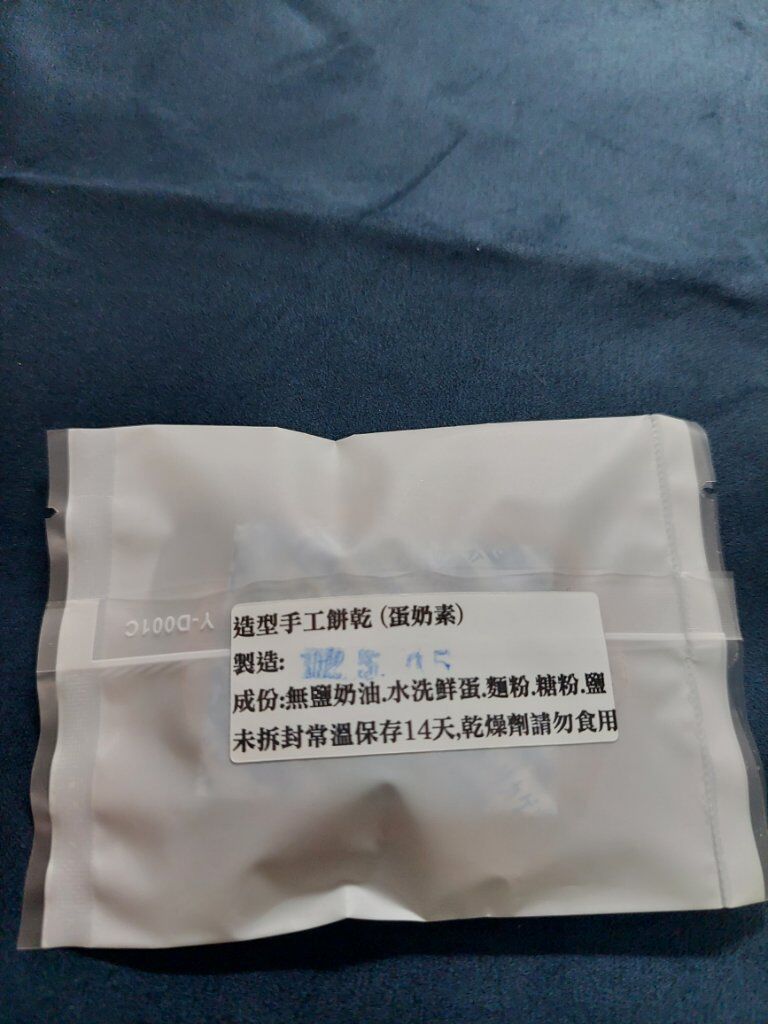 Y-D001C
造型手工餅乾 (蛋奶素)
製造:
成份:無鹽奶油.水洗鮮蛋.麵粉.糖粉.鹽
未拆封常溫保存14天,乾燥劑請勿食用